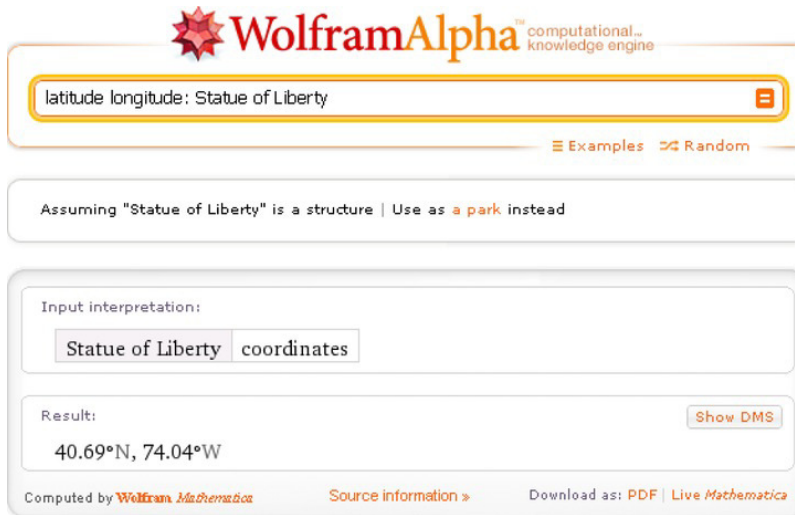 WolframAlpha™ computational...
knowledge engine
latitude longitude: Statue of Liberty
Examples Random
Assuming "Statue of Liberty" is a structure | Use as a park instead
Input interpretation:
Statue of Liberty coordinates
Result: Show DMS
40.69°N, 74.04°W
Computed by Wolfram Mathematica Source information » Download as: PDF | Live Mathematica